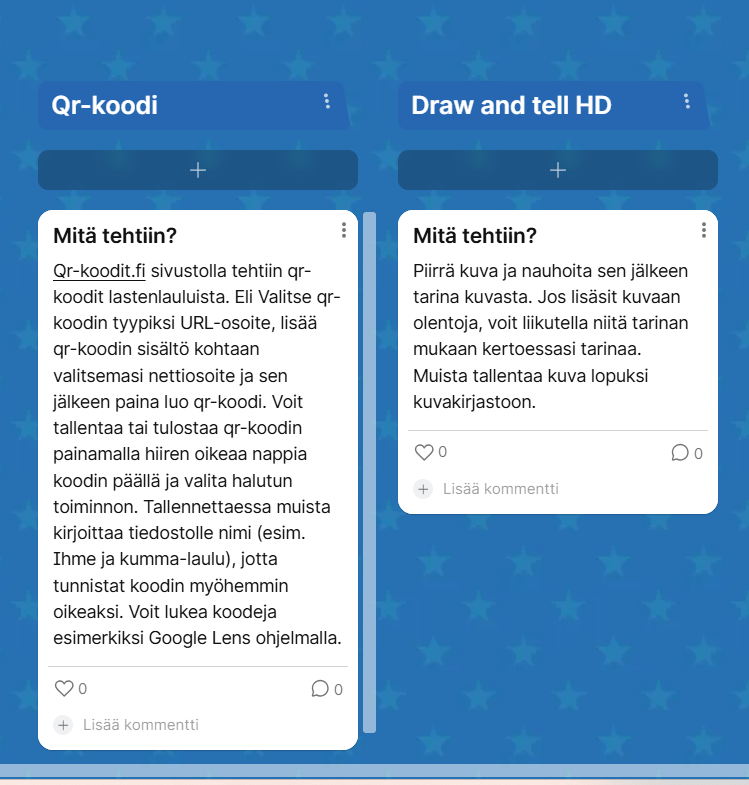 Qr-koodi
Mitä tehtiin?
Qr-koodit.fi sivustolla tehtiin qr-
koodit lastenlauluista. Eli Valitse qr-
koodin tyypiksi URL-osoite, lisää
qr-koodin sisältö kohtaan
valitsemasi nettiosoite ja sen
jälkeen paina luo qr-koodi. Voit
tallentaa tai tulostaa qr-koodin
painamalla hiiren oikeaa nappia
koodin päällä ja valita halutun
toiminnon. Tallennettaessa muista
kirjoittaa tiedostolle nimi (esim.
Ihme ja kumma-laulu), jotta
tunnistat koodin myöhemmin
oikeaksi. Voit lukea koodeja
esimerkiksi Google Lens ohjelmalla.
0 0
Lisää kommentti
Draw and tell HD
Mitä tehtiin?
Piirrä kuva ja nauhoita sen jälkeen
tarina kuvasta. Jos lisäsit kuvaan
olentoja, voit liikutella niitä tarinan
mukaan kertoessasi tarinaa.
Muista tallentaa kuva lopuksi
kuvakirjastoon.
0 0
Lisää kommentti